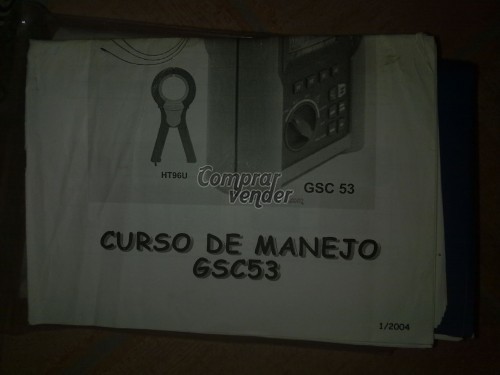 HT96U
GSC 53
Comprar
vender
CURSO DE MANEJO
GSC53
1/2004